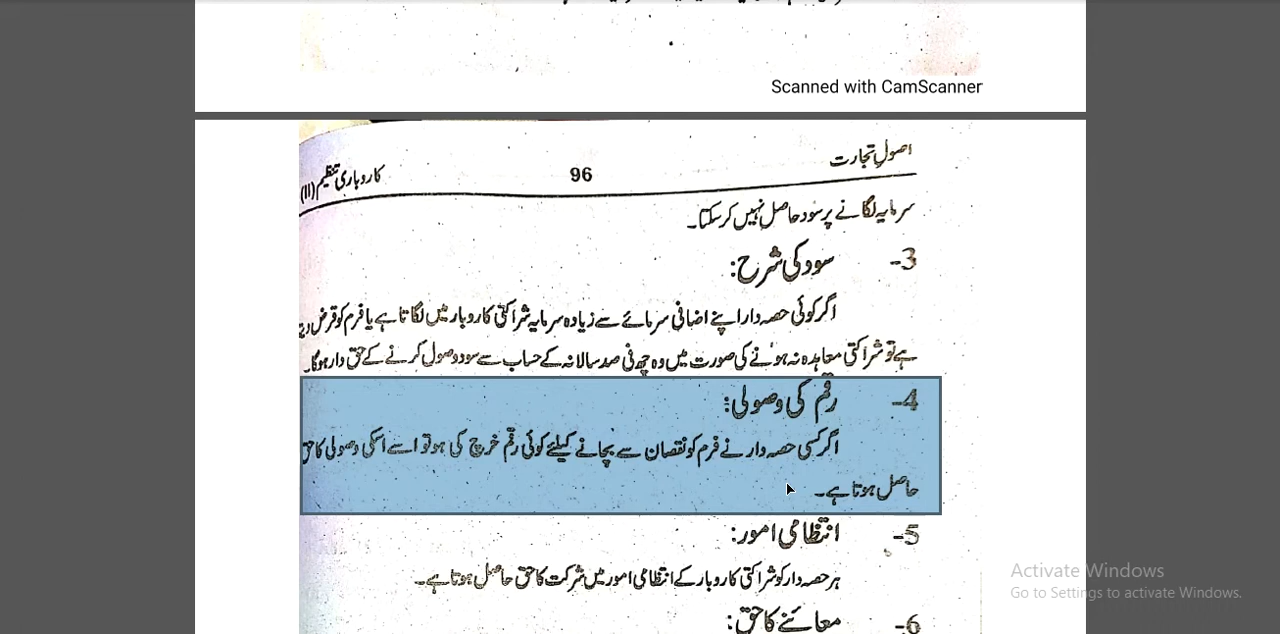 Scanned with CamScanner
اصولِ تجارت
96
کاروباری تنظیم (II)
سرمایہ لگانے پر سود حاصل نہیں کر سکتا۔
3- سود کی شرح:
اگر کوئی حصہ دار اپنے اضافی سرمائے سے زیادہ سرمایہ شراکتی کاروبار میں لگاتا ہے یا فرم کو قرض
ہے تو شراکتی معاہدہ نہ ہونے کی صورت میں وہ چھ فی صد سالانہ کے حساب سے سود وصول کرنے کے حق دار ہوگا۔
4- رقم کی وصولی:
اگر کسی حصہ دار نے فرم کو نقصان سے بچانے کیلئے کوئی رقم خرچ کی ہو تو اسے اسکی وصولی کا حق
حاصل ہوتا ہے۔
5- انتظامی امور:
ہر حصہ دار کو شراکتی کاروبار کے انتظامی امور میں شرکت کا حق حاصل ہوتا ہے۔
6- معائنے کا حق:
Activate Windows
Go to Settings to activate Windows.